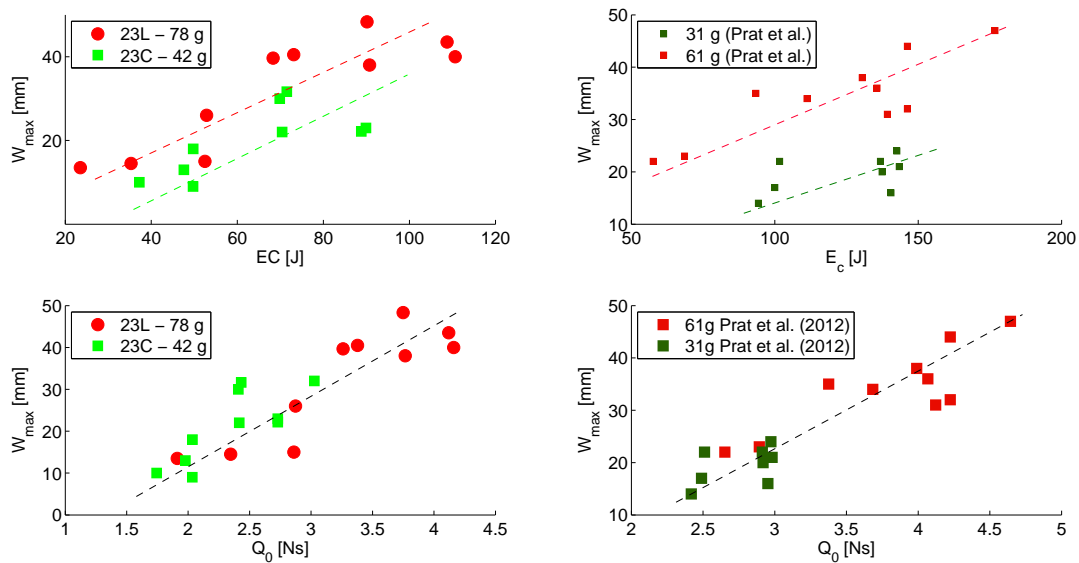 23L – 78 g
23C – 42 g
W_max [mm]
40
20
20
40
60
80
100
120
EC [J]
31 g (Prat et al.)
61 g (Prat et al.)
W_max [mm]
50
40
30
20
10
50
100
150
200
E_c [J]
23L – 78 g
23C – 42 g
W_max [mm]
50
40
30
20
10
0
1
1.5
2
2.5
3
3.5
4
4.5
Q_0 [Ns]
61g Prat et al. (2012)
31g Prat et al. (2012)
W_max [mm]
50
40
30
20
10
2
2.5
3
3.5
4
4.5
5
Q_0 [Ns]